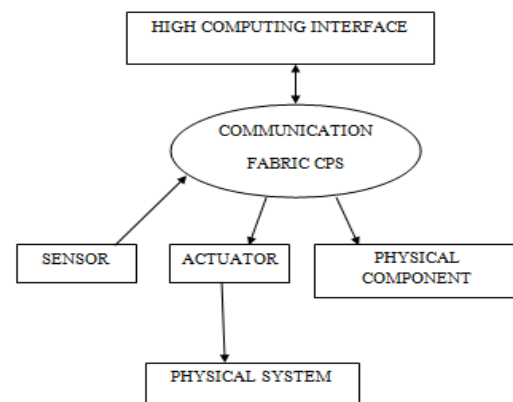 HIGH COMPUTING INTERFACE
COMMUNICATION
FABRIC CPS
SENSOR
ACTUATOR
PHYSICAL
COMPONENT
PHYSICAL SYSTEM